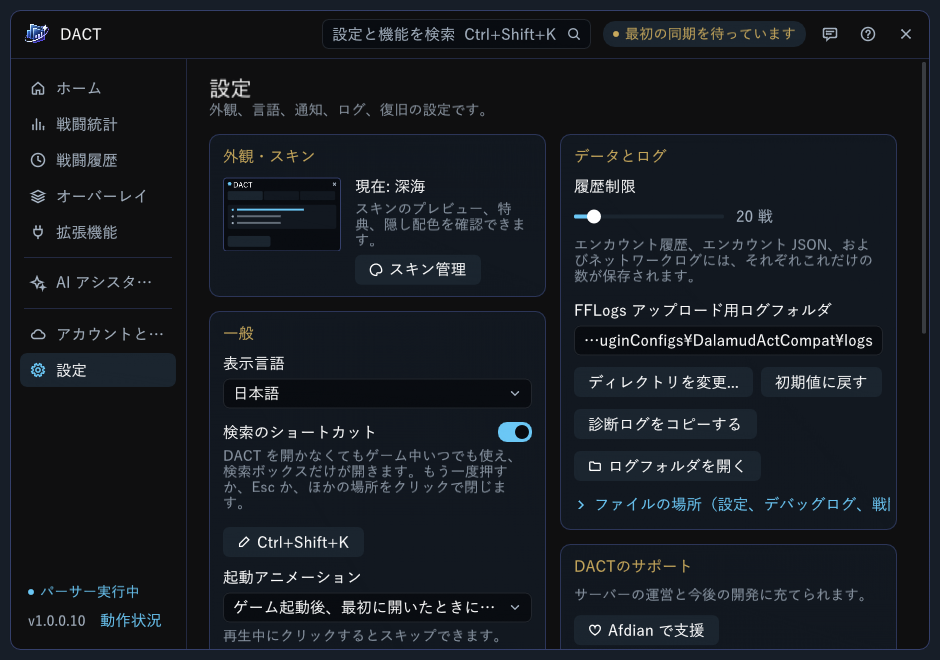 DACT
設定と機能を検索 Ctrl+Shift+K
最初の同期を待っています
ホーム
戦闘統計
戦闘履歴
オーバーレイ
拡張機能
AI アシスタ…
アカウントと…
設定
パーサー実行中
v1.0.0.10 動作状況
設定
外観、言語、通知、ログ、復旧の設定です。
外観・スキン
DACT
現在: 深海
スキンのプレビュー、特
典、隠し配色を確認できま
す。
スキン管理
一般
表示言語
日本語
検索のショートカット
DACT を開かなくてもゲーム中いつでも使え、
検索ボックスだけが開きます。もう一度押す
か、Esc か、ほかの場所をクリックで閉じま
す。
Ctrl+Shift+K
起動アニメーション
ゲーム起動後、最初に開いたときに…
再生中にクリックするとスキップできます。
データとログ
履歴制限
20 戦
エンカウント履歴、エンカウント JSON、およ
びネットワークログには、それぞれこれだけの
数が保存されます。
FFLogs アップロード用ログフォルダ
…uginConfigs¥DalamudActCompat¥logs
ディレクトリを変更...
初期値に戻す
診断ログをコピーする
ログフォルダを開く
ファイルの場所（設定、デバッグログ、戦
DACTのサポート
サーバーの運営と今後の開発に充てられます。
Afdian で支援